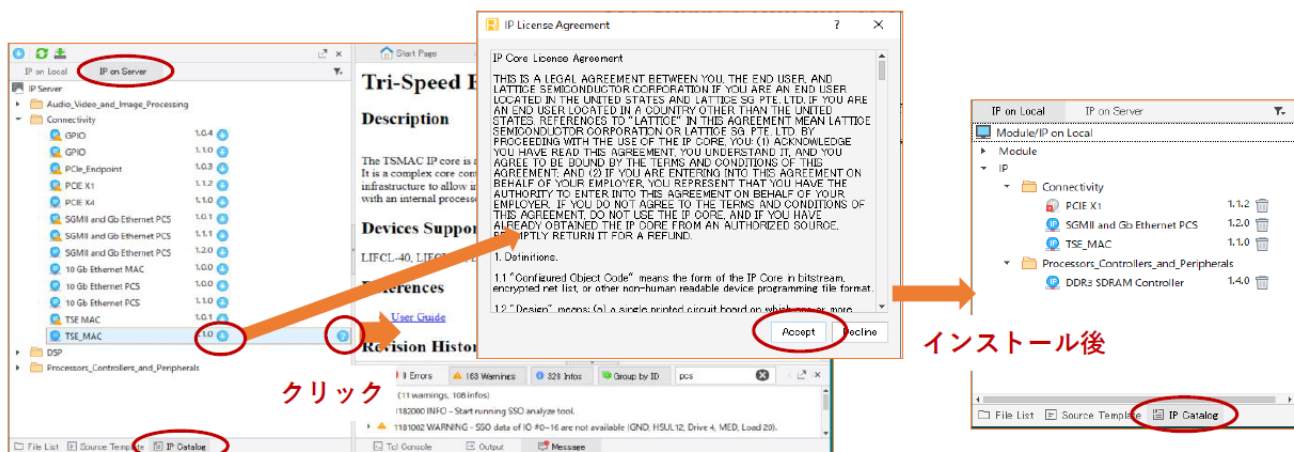 IP on Local IP on Server
IP Server
Audio_Video_and_Image_Processing
Connectivity
GPIO 1.0.4
GPIO 1.1.0
PCIe_Endpoint 1.0.3
PCIE X1 1.1.2
PCIE X4 1.1.0
SGMII and Gb Ethernet PCS 1.0.1
SGMII and Gb Ethernet PCS 1.1.1
SGMII and Gb Ethernet PCS 1.2.0
10 Gb Ethernet MAC 1.0.0
10 Gb Ethernet PCS 1.0.0
10 Gb Ethernet PCS 1.1.0
TSE MAC 1.0.1
TSE_MAC 1.1.0
DSP
Processors_Controllers_and_Peripherals
File List Source Template IP Catalog
クリック
Start Page
Tri-Speed
Description
The TSMAC IP core is
It is a complex core
infrastructure to allow
with an internal
Devices
LIFCL-40,
References
User Guide
Revision
Errors 163 Warnings 328 Infos Group by ID pcs
(11 warnings, 108 infos)
1182000 INFO - Start running SSO analyze tool.
1181002 WARNING - SSO data of IO #0~16 are not available (GND, HSUL12, Drive 4, MED, Load 20).
Tcl Console Output Message
IP License Agreement ?
IP Core License Agreement
THIS IS A LEGAL AGREEMENT BETWEEN YOU, THE END USER, AND
LATTICE SEMICONDUCTOR CORPORATION IF YOU ARE AN END USER
LOCATED IN THE UNITED STATES AND LATTICE SG PTE. LTD. IF YOU ARE
AN END USER LOCATED IN A COUNTRY OTHER THAN THE UNITED
STATES. REFERENCES TO "LATTICE" IN THIS AGREEMENT MEAN LATTICE
SEMICONDUCTOR CORPORATION OR LATTICE SG. PTE. LTD. BY
PROCEEDING WITH THE USE OF THE IP CORE, YOU: (1) ACKNOWLEDGE
YOU HAVE READ THIS AGREEMENT, YOU UNDERSTAND IT, AND YOU
AGREE TO BE BOUND BY THE TERMS AND CONDITIONS OF THIS
AGREEMENT; AND (2) IF YOU ARE ENTERING INTO THIS AGREEMENT ON
BEHALF OF YOUR EMPLOYER, YOU REPRESENT THAT YOU HAVE THE
AUTHORITY TO ENTER INTO THIS AGREEMENT ON BEHALF OF YOUR
EMPLOYER. IF YOU DO NOT AGREE TO THE TERMS AND CONDITIONS OF
THIS AGREEMENT, DO NOT USE THE IP CORE, AND IF YOU HAVE
ALREADY OBTAINED THE IP CORE FROM AN AUTHORIZED SOURCE,
PROMPTLY RETURN IT FOR A REFUND.
1. Definitions.
1.1 "Configured Object Code" means the form of the IP Core in bitstream,
encrypted net list, or other non-human readable device programming file format.
1.2 "Design" means: (a) a single printed circuit board on which one or more
Accept Decline
インストール後
IP on Local IP on Server
Module/IP on Local
Module
IP
Connectivity
PCIE X1 1.1.2
SGMII and Gb Ethernet PCS 1.2.0
TSE_MAC 1.1.0
Processors_Controllers_and_Peripherals
DDR3 SDRAM Controller 1.4.0
File List Source Template IP Catalog